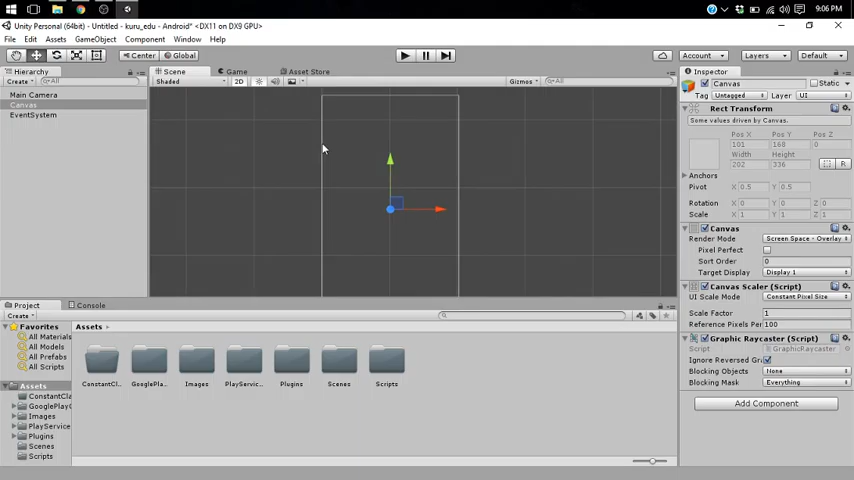 9:06 PM
Unity Personal (64bit) - Untitled - kuru_edu - Android* <DX11 on DX9 GPU>
File Edit Assets GameObject Component Window Help
Center Global Account Layers Default
Hierarchy Scene Game Asset Store Inspector
Create All Shaded 2D Gizmos All
Main Camera
Canvas
EventSystem
Canvas Static
Tag Untagged Layer UI
Rect Transform
Some values driven by Canvas.
Pos X Pos Y Pos Z
101 168 0
Width Height
202 336
R
Anchors
Pivot X 0.5 Y 0.5
Rotation X 0 Y 0 Z 0
Scale X 1 Y 1 Z 1
Canvas
Render Mode Screen Space - Overlay
Pixel Perfect
Sort Order 0
Target Display Display 1
Canvas Scaler (Script)
UI Scale Mode Constant Pixel Size
Scale Factor 1
Reference Pixels Per 100
Graphic Raycaster (Script)
Script GraphicRaycaster
Ignore Reversed Gra
Blocking Objects None
Blocking Mask Everything
Add Component
Project Console
Create
Favorites
All Materials
All Models
All Prefabs
All Scripts
Assets
ConstantCla
GooglePlayG
Images
PlayService
Plugins
Scenes
Scripts
Assets
ConstantCl... GooglePla... Images PlayServic... Plugins Scenes Scripts